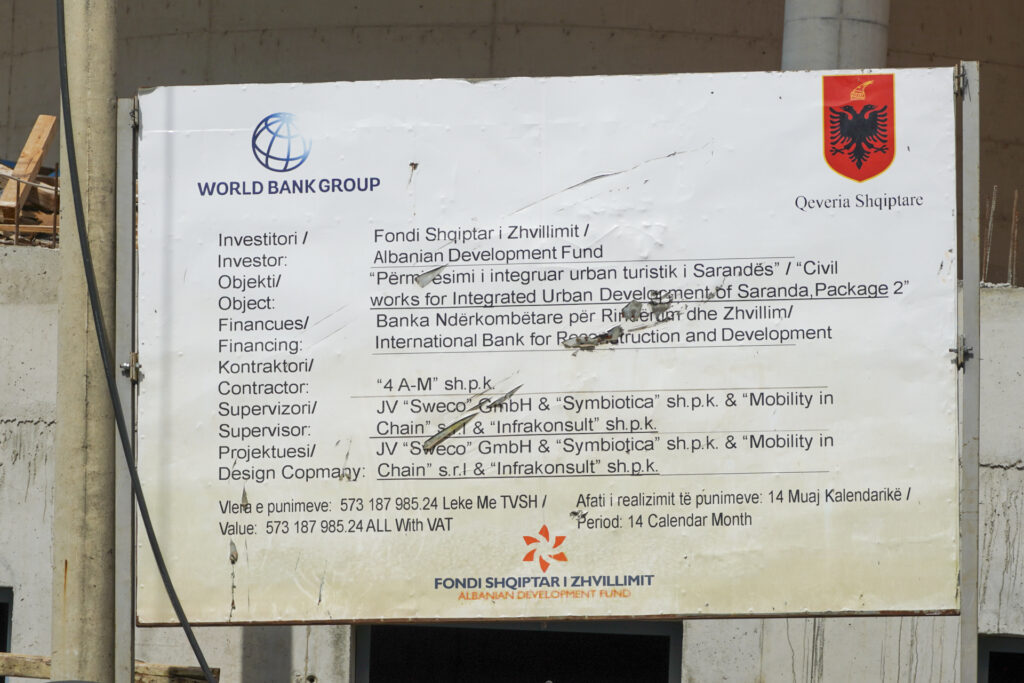 WORLD BANK GROUP
Qeveria Shqiptare
Investitori / Fondi Shqiptar i Zhvillimit /
Investor: Albanian Development Fund
Objekti/ "Përmirësimi i integruar urban turistik i Sarandës" / "Civil
Object: works for Integrated Urban Development of Saranda,Package 2"
Financues/ Banka Ndërkombëtare për Rindërtim dhe Zhvillim/
Financing: International Bank for Reconstruction and Development
Kontraktori/
Contractor: "4 A-M" sh.p.k.
Supervizori/ JV "Sweco" GmbH & "Symbiotica" sh.p.k. & "Mobility in
Supervisor: Chain" s.r.l & "Infrakonsult" sh.p.k.
Projektuesi/ JV "Sweco" GmbH & "Symbiotica" sh.p.k. & "Mobility in
Design Copmany: Chain" s.r.l & "Infrakonsult" sh.p.k.
Vlera e punimeve: 573 187 985.24 Leke Me TVSH / Afati i realizimit të punimeve: 14 Muaj Kalendarikë /
Value: 573 187 985.24 ALL With VAT Period: 14 Calendar Month
FONDI SHQIPTAR I ZHVILLIMIT
ALBANIAN DEVELOPMENT FUND